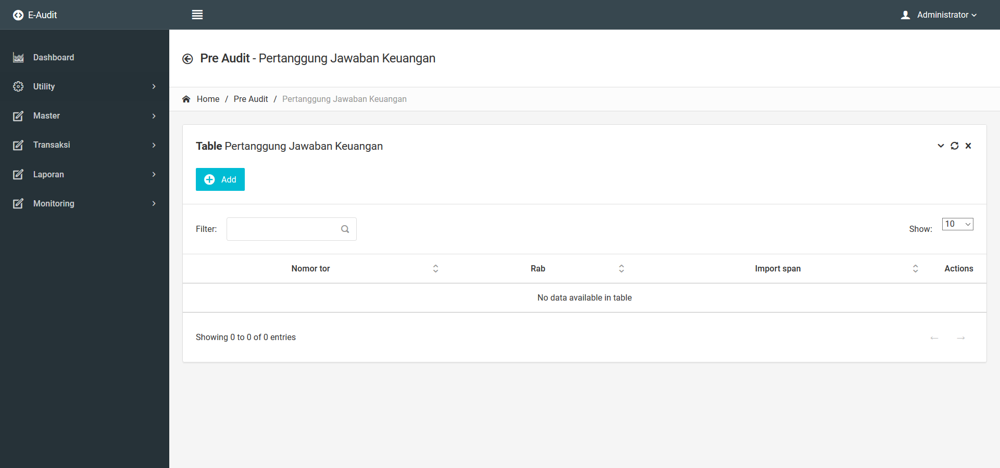 E-Audit
Administrator
Dashboard
Utility
Master
Transaksi
Laporan
Monitoring
Pre Audit - Pertanggung Jawaban Keuangan
Home / Pre Audit / Pertanggung Jawaban Keuangan
Table Pertanggung Jawaban Keuangan
Add
Filter:
Show: 10
Nomor tor Rab Import span Actions
No data available in table
Showing 0 to 0 of 0 entries
← →